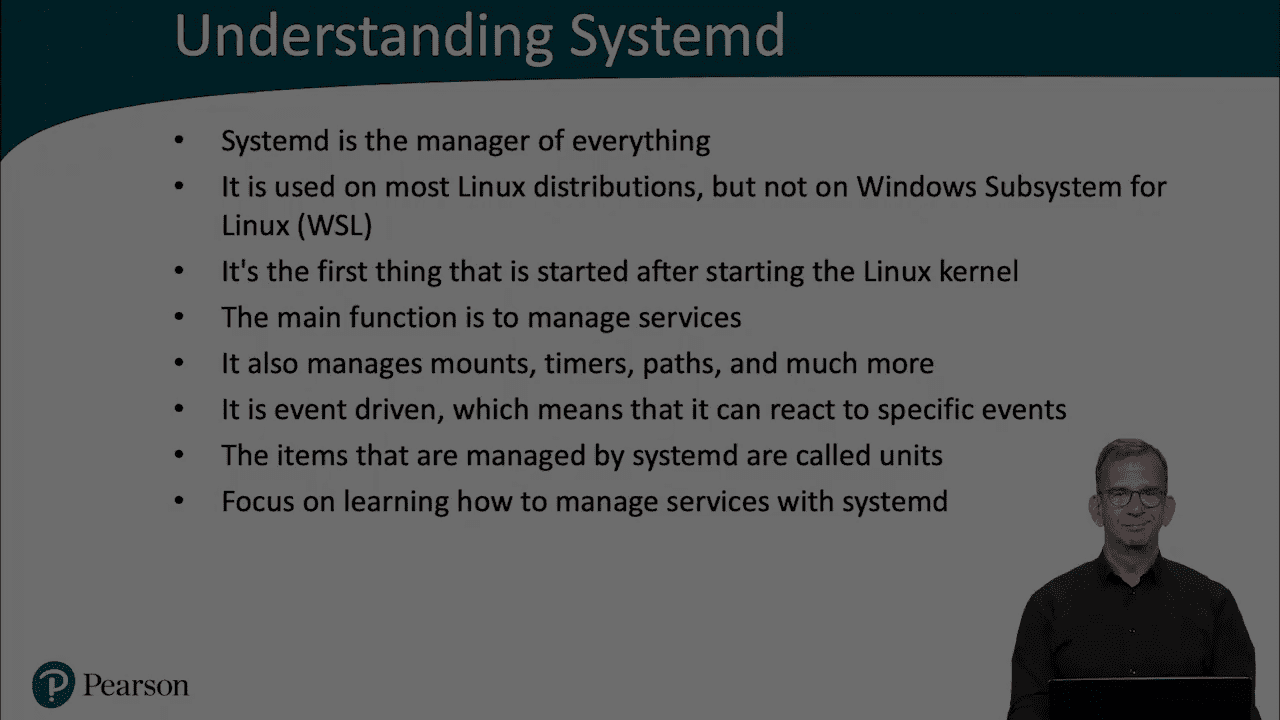 Understanding Systemd
• Systemd is the manager of everything
• It is used on most Linux distributions, but not on Windows Subsystem for
Linux (WSL)
• It's the first thing that is started after starting the Linux kernel
• The main function is to manage services
• It also manages mounts, timers, paths, and much more
• It is event driven, which means that it can react to specific events
• The items that are managed by systemd are called units
• Focus on learning how to manage services with systemd
Pearson